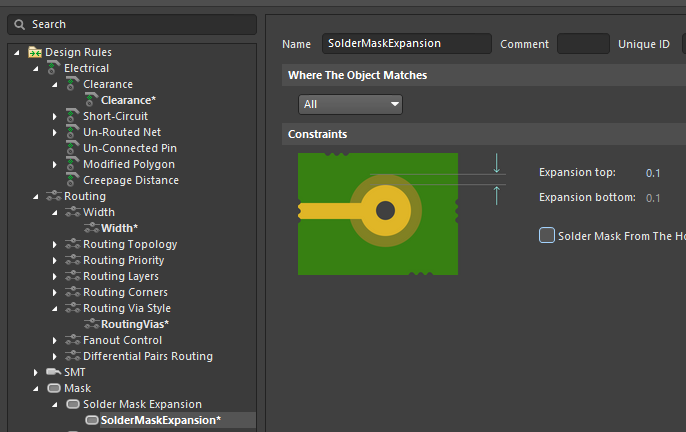 Search
Design Rules
Electrical
Clearance
Clearance*
Short-Circuit
Un-Routed Net
Un-Connected Pin
Modified Polygon
Creepage Distance
Routing
Width
Width*
Routing Topology
Routing Priority
Routing Layers
Routing Corners
Routing Via Style
RoutingVias*
Fanout Control
Differential Pairs Routing
SMT
Mask
Solder Mask Expansion
SolderMaskExpansion*
Name SolderMaskExpansion Comment Unique ID
Where The Object Matches
All
Constraints
Expansion top: 0.1
Expansion bottom: 0.1
Solder Mask From The